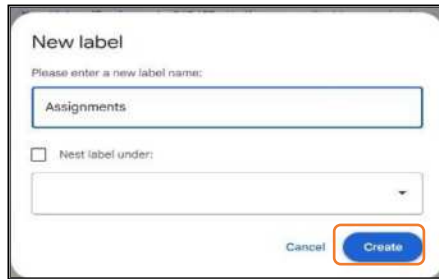 New label
Please enter a new label name:
Assignments
Nest label under:
Cancel Create